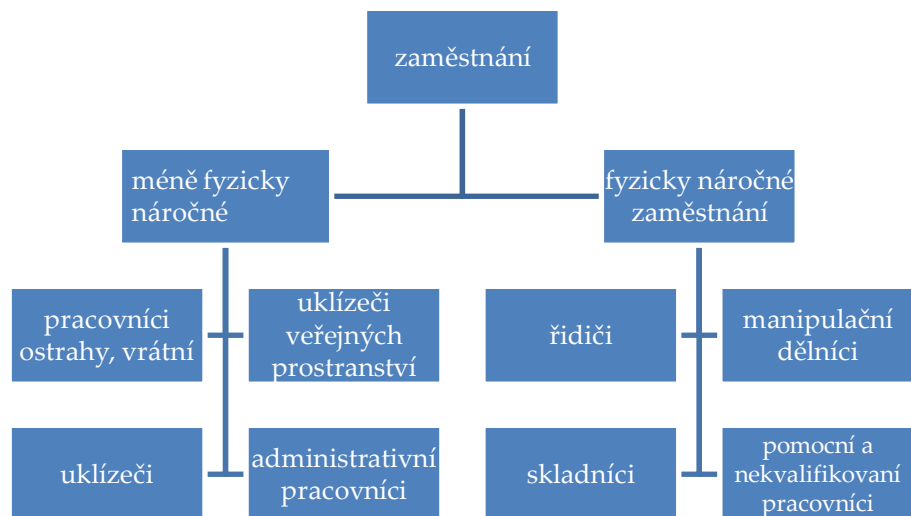 zaměstnání
méně fyzicky
náročné
fyzicky náročné
zaměstnání
pracovníci
ostrahy, vrátní
uklízeči
veřejných
prostranství
řidiči
manipulační
dělníci
uklízeči
administrativní
pracovníci
skladníci
pomocní a
nekvalifikovaní
pracovníci